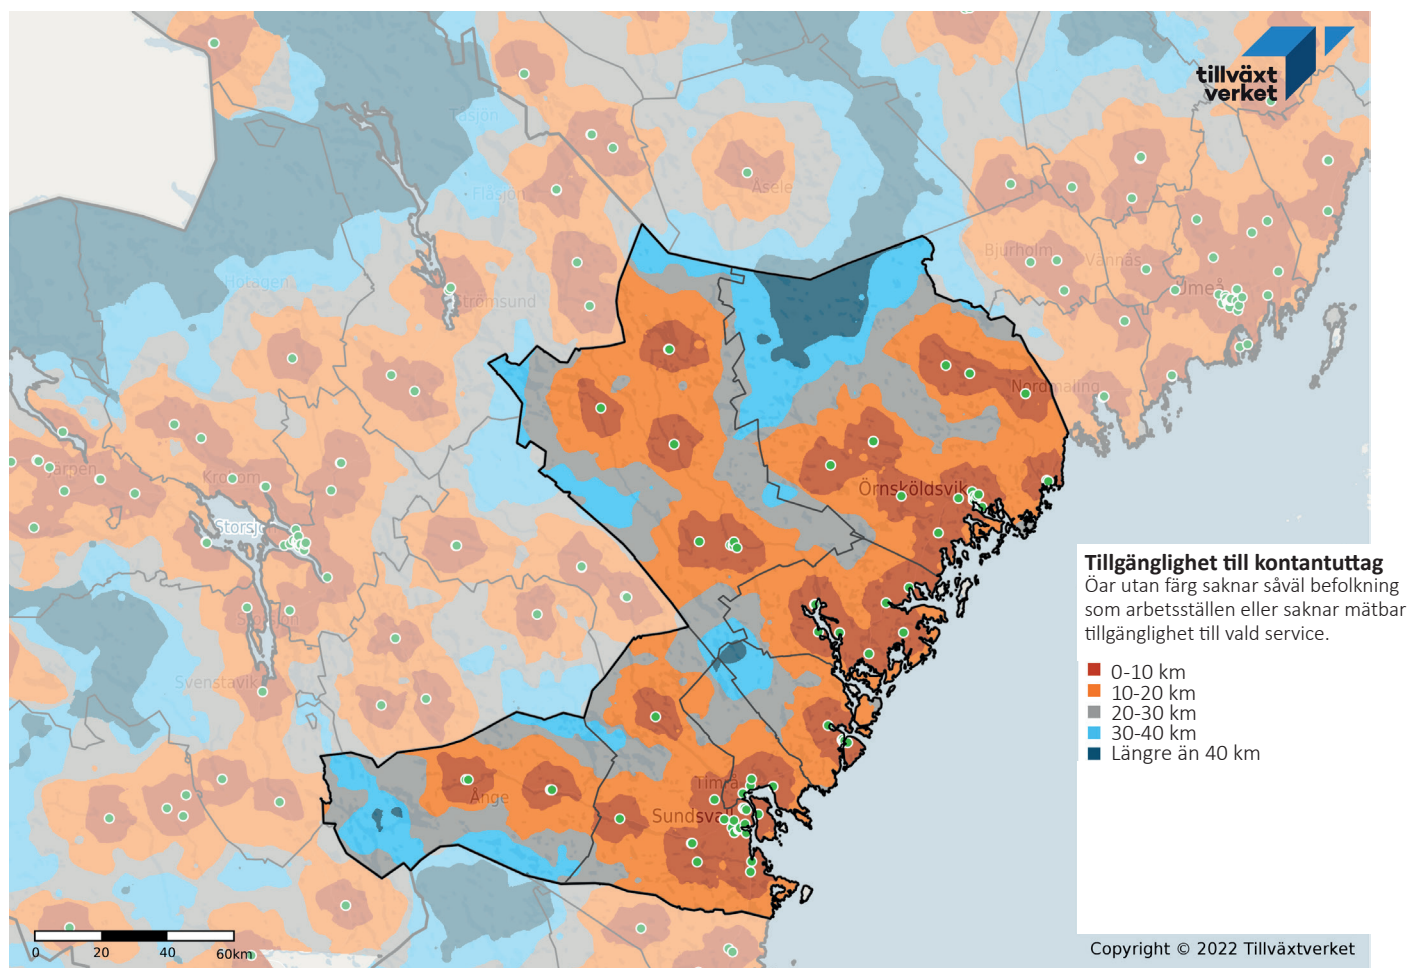 tillväxt
verket
Tåsjön
Flåsjön
Åsele
Hotagen
Strömsund
Bjurholm
Vännäs
Umeå
Nordmaling
Järpen
Krokom
Storsjön
Örnsköldsvik
Svenstavik
Ånge
Timrå
Sundsvall
Tillgänglighet till kontantuttag
Öar utan färg saknar såväl befolkning
som arbetsställen eller saknar mätbar
tillgänglighet till vald service.
0-10 km
10-20 km
20-30 km
30-40 km
Längre än 40 km
0 20 40 60km
Copyright © 2022 Tillväxtverket